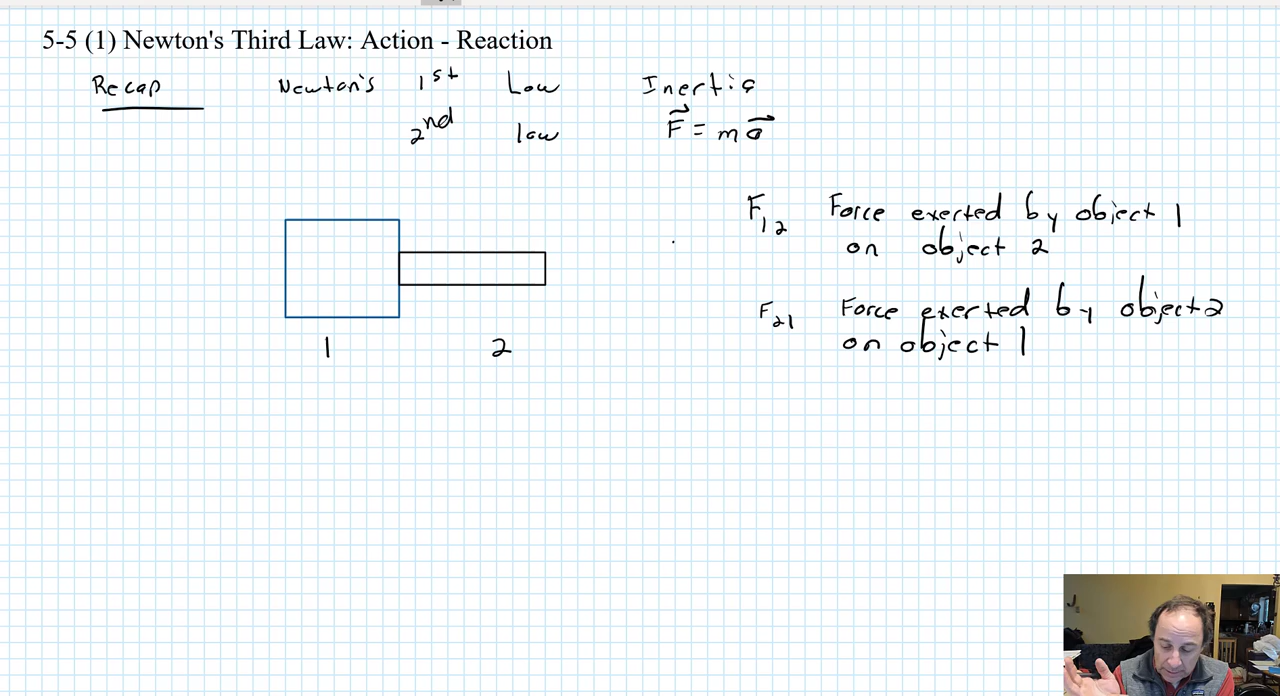 5-5 (1) Newton's Third Law: Action - Reaction
Recap Newton's 1st Law Inertia
2nd law F⃗ = m a⃗
F12 Force exerted by object 1
on object 2
F21 Force exerted by object 2
on object 1
1 2